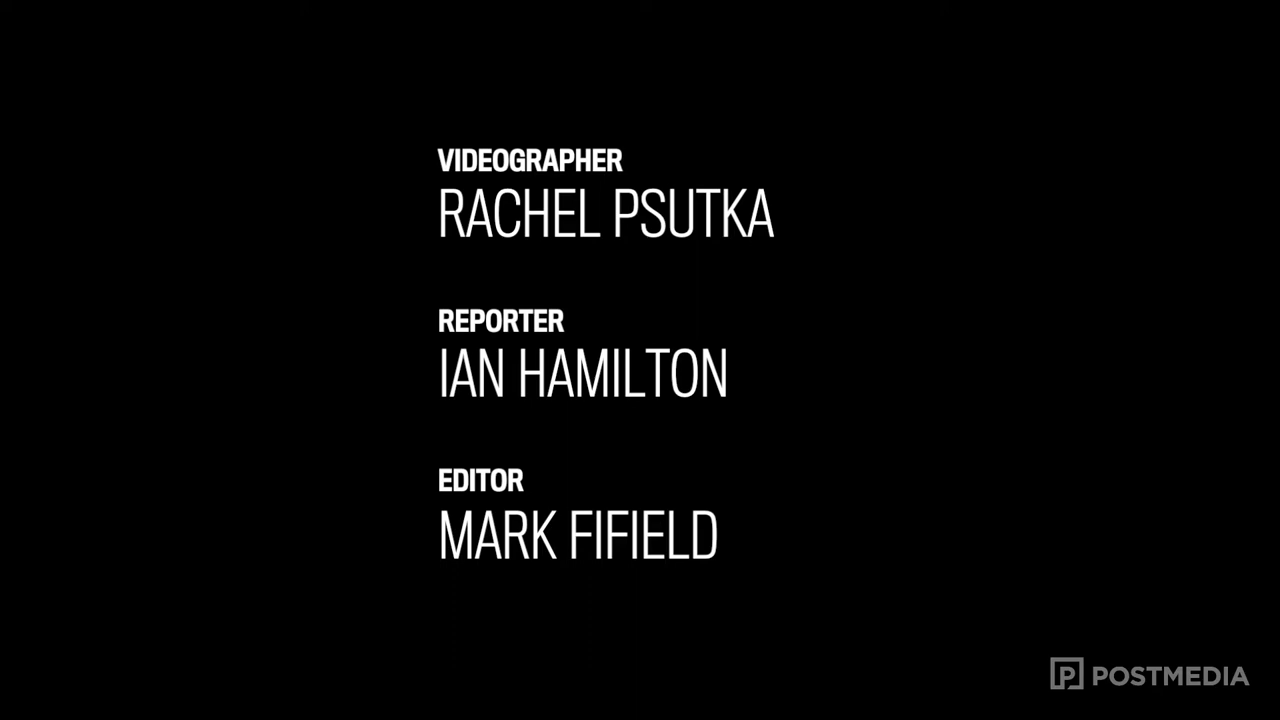 VIDEOGRAPHER
RACHEL PSUTKA
REPORTER
IAN HAMILTON
EDITOR
MARK FIFIELD
P POSTMEDIA